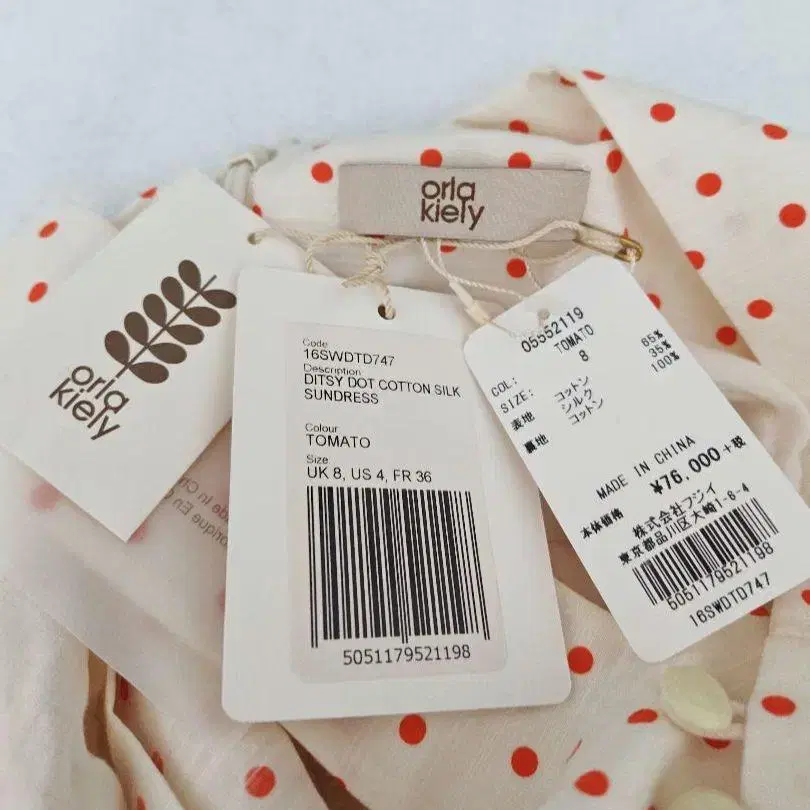 orla
kiely
orla
kiely
Code
16SWDTD747
Description
DITSY DOT COTTON SILK
SUNDRESS
Colour
TOMATO
Size
UK 8, US 4, FR 36
5051179521198
05552119
COL: TOMATO
SIZE: 8
表地 コットン 65%
シルク 35%
裏地 コットン 100%
MADE IN CHINA
本体価格 ¥76,000+税
株式会社フジイ
東京都品川区大崎1-6-4
5051179521198
16SWDTD747